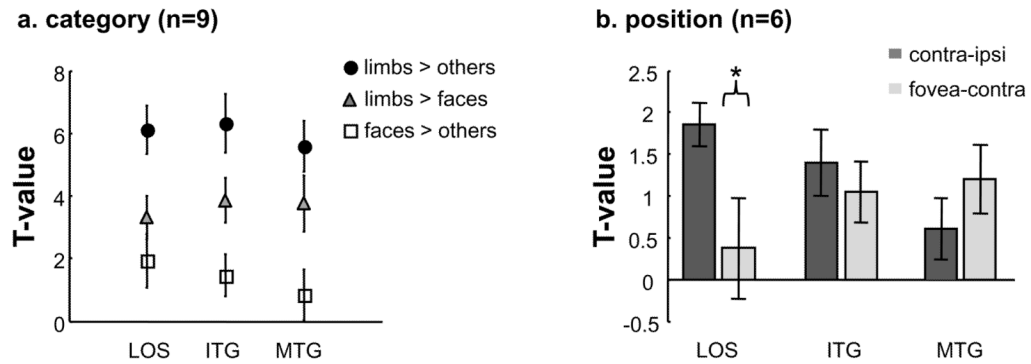 a. category (n=9)
T-value
8
6
4
2
0
LOS ITG MTG
● limbs > others
▲ limbs > faces
□ faces > others
b. position (n=6)
T-value
2.5
2
1.5
1
0.5
0
-0.5
*
LOS ITG MTG
contra-ipsi
fovea-contra